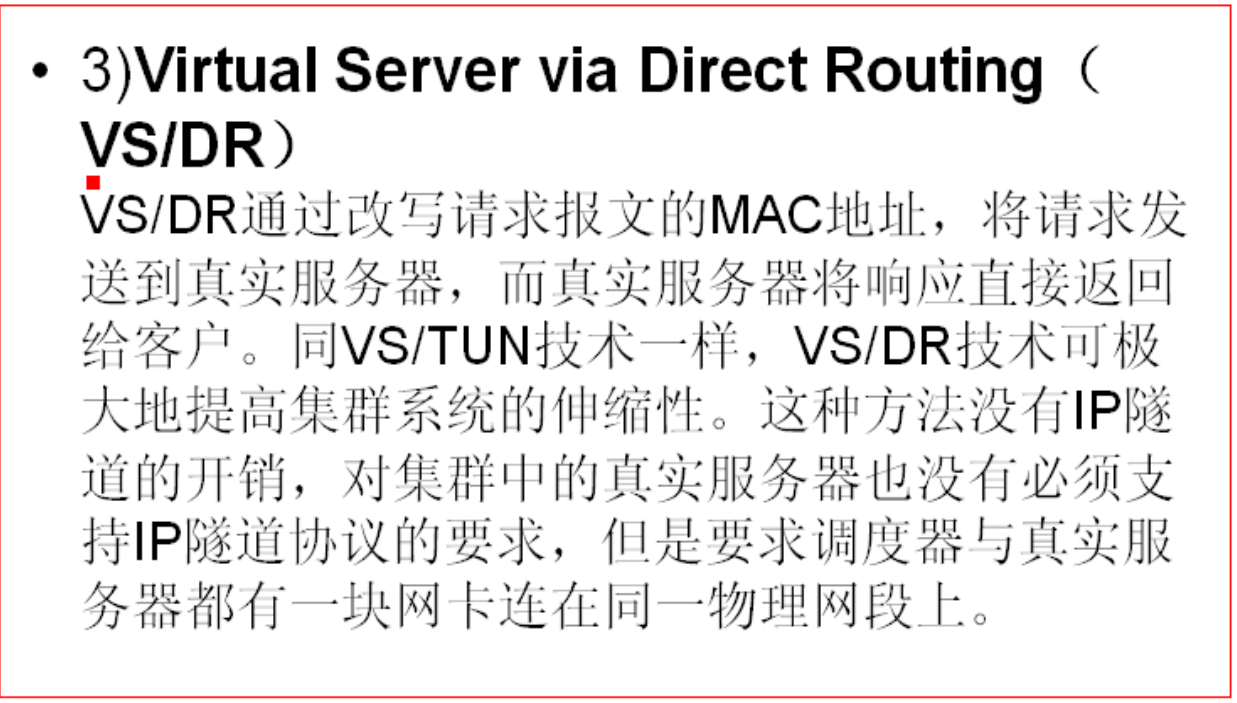 • 3)Virtual Server via Direct Routing（
VS/DR）
VS/DR通过改写请求报文的MAC地址，将请求发
送到真实服务器，而真实服务器将响应直接返回
给客户。同VS/TUN技术一样，VS/DR技术可极
大地提高集群系统的伸缩性。这种方法没有IP隧
道的开销，对集群中的真实服务器也没有必须支
持IP隧道协议的要求，但是要求调度器与真实服
务器都有一块网卡连在同一物理网段上。